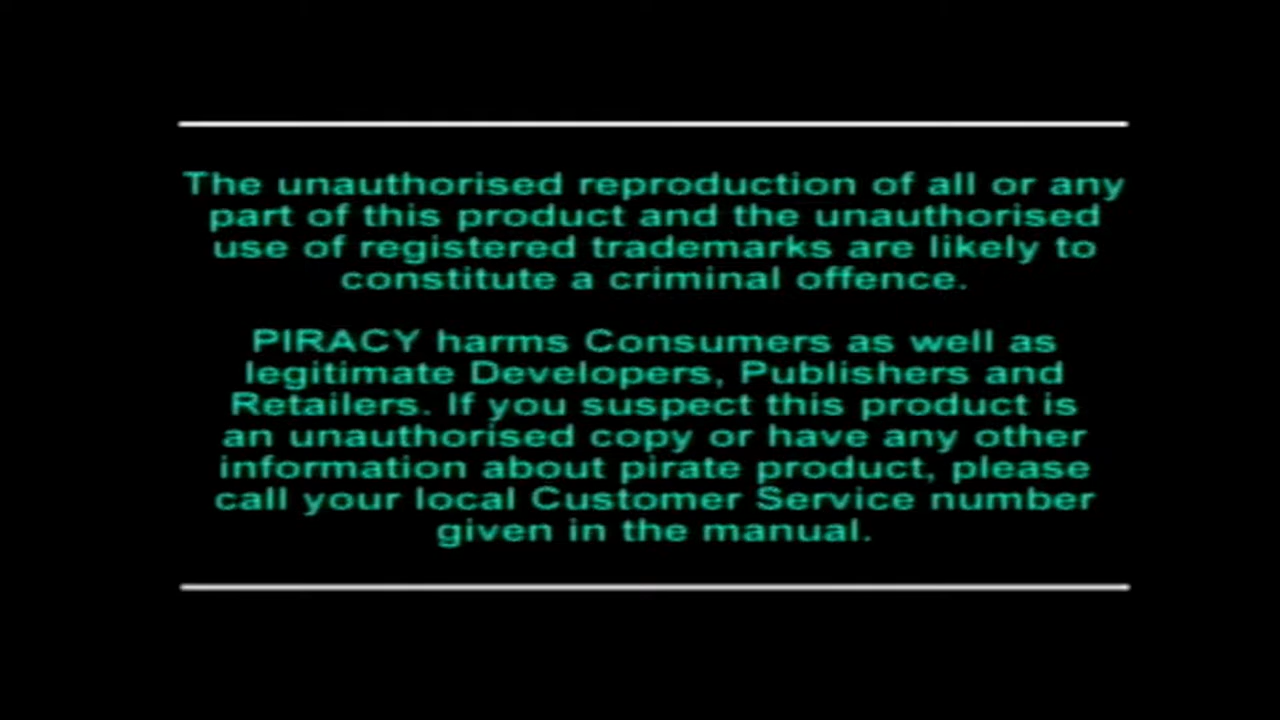 The unauthorised reproduction of all or any
part of this product and the unauthorised
use of registered trademarks are likely to
constitute a criminal offence.
PIRACY harms Consumers as well as
legitimate Developers, Publishers and
Retailers. If you suspect this product is
an unauthorised copy or have any other
information about pirate product, please
call your local Customer Service number
given in the manual.